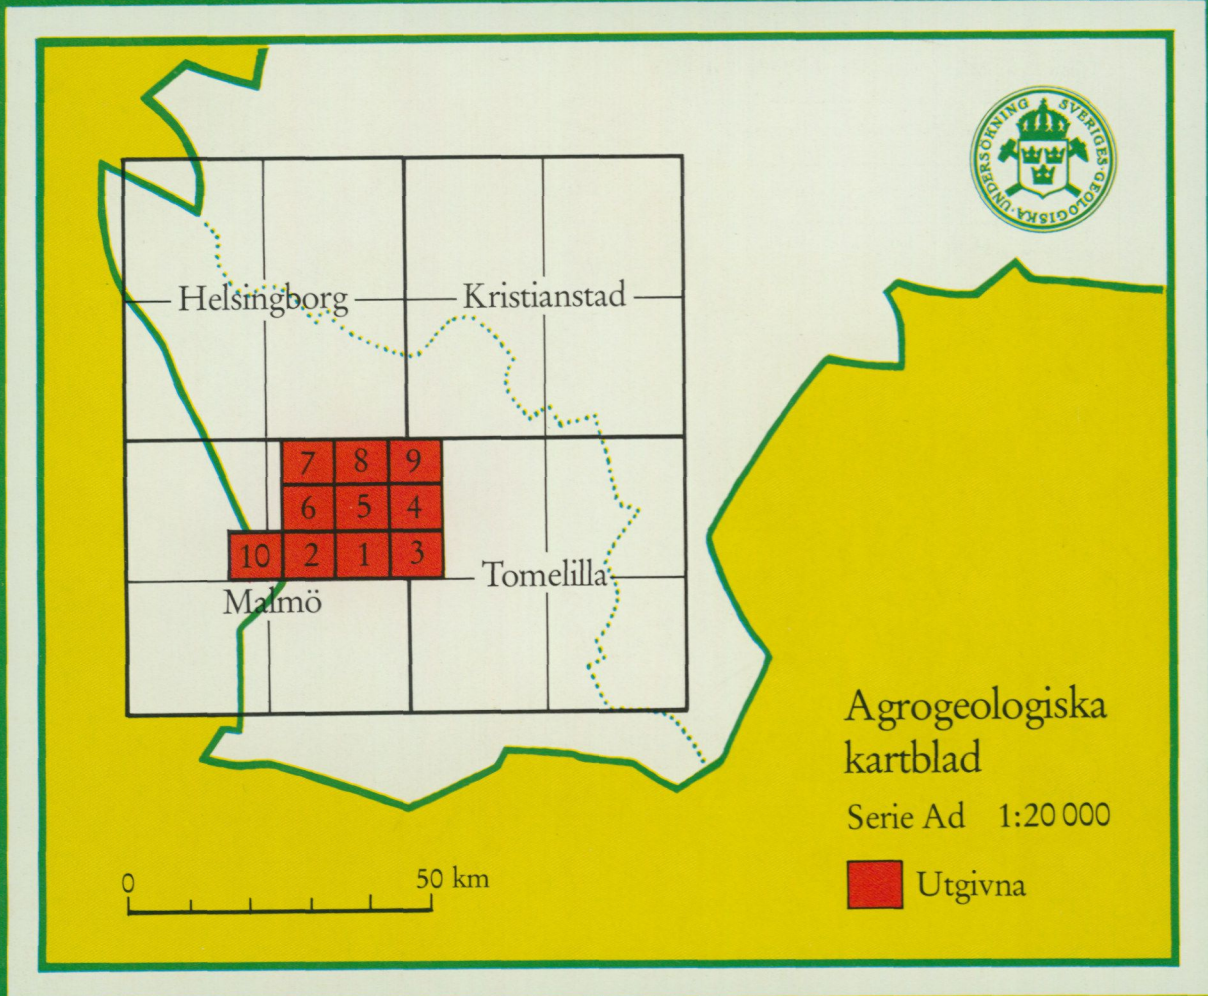 SVERIGES·GEOLOGISKA·UNDERSÖKNING
Helsingborg
Kristianstad
7 8 9
6 5 4
10 2 1 3
Tomelilla
Malmö
Agrogeologiska
kartblad
Serie Ad 1:20 000
Utgivna
0 50 km